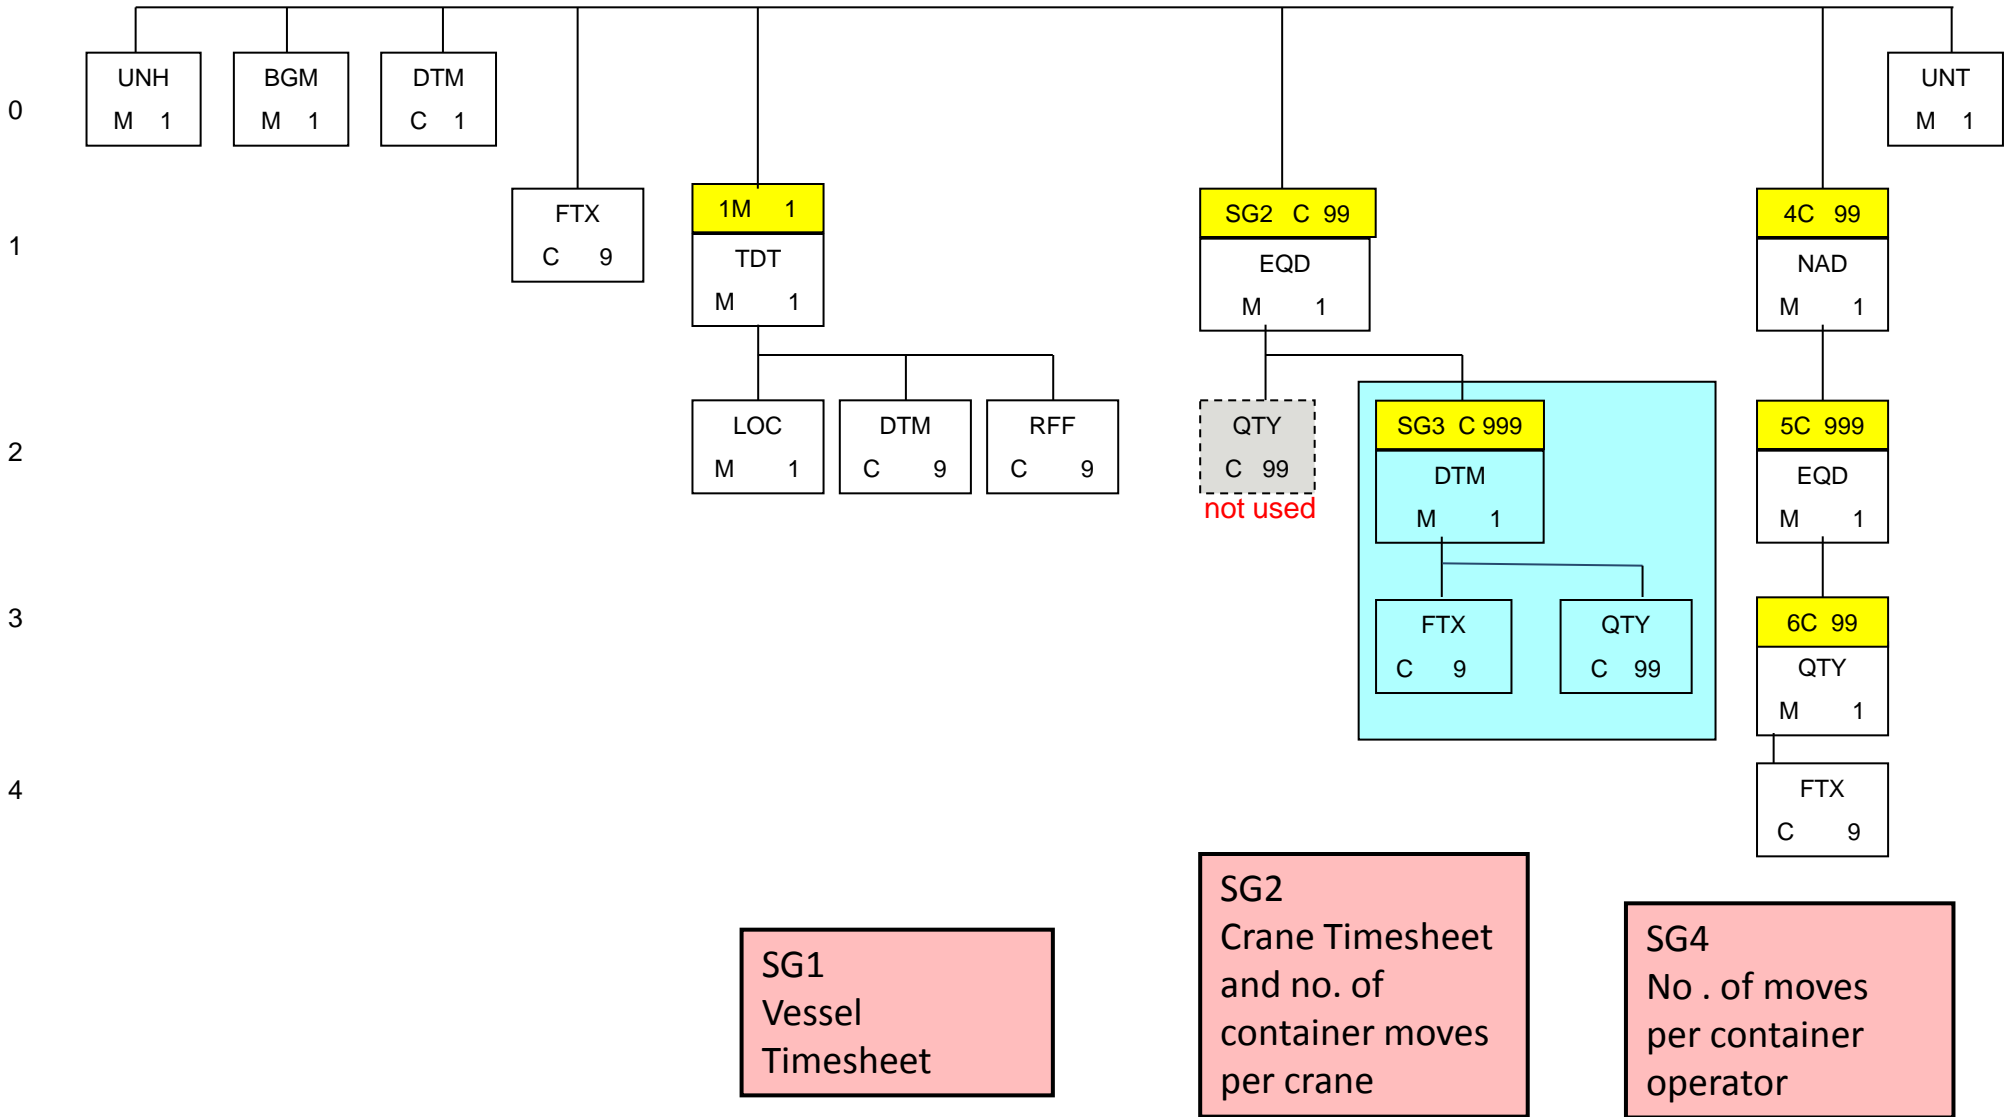 UNH
M 1
BGM
M 1
DTM
C 1
UNT
M 1
0
FTX
C 9
1M 1
TDT
M 1
SG2 C 99
EQD
M 1
4C 99
NAD
M 1
1
LOC
M 1
DTM
C 9
RFF
C 9
QTY
C 99
not used
SG3 C 999
DTM
M 1
5C 999
EQD
M 1
2
FTX
C 9
QTY
C 99
6C 99
QTY
M 1
3
FTX
C 9
4
SG1
Vessel
Timesheet
SG2
Crane Timesheet
and no. of
container moves
per crane
SG4
No . of moves
per container
operator